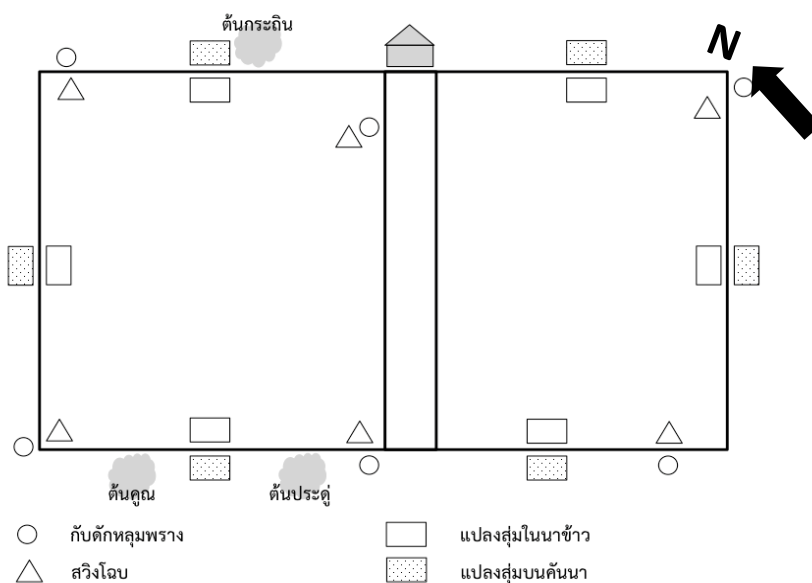 ต้นกระถิน
N
ต้นคูณ
ต้นประดู่
กับดักหลุมพราง
แปลงสุ่มในนาข้าว
สวิงโฉบ
แปลงสุ่มบนคันนา